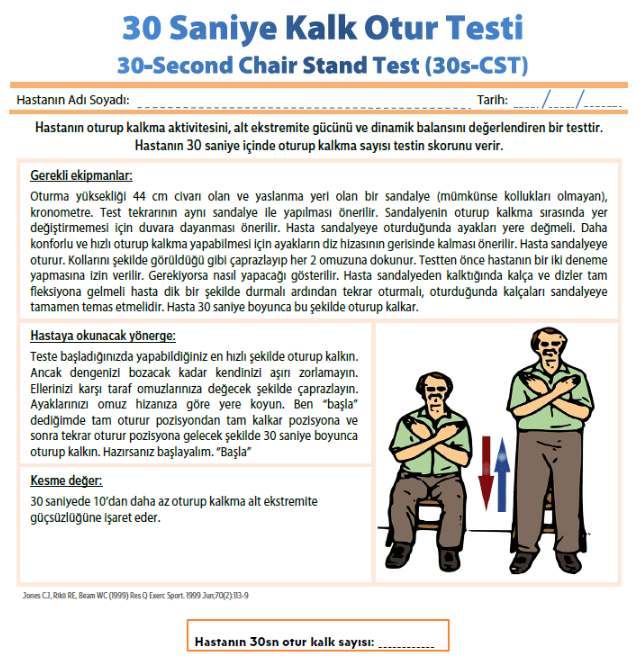 30 Saniye Kalk Otur Testi
30-Second Chair Stand Test (30s-CST)
Hastanın Adı Soyadı: _ _ _ _ _ _ _ _ _ _ _ _ _ _ _ _ _ _ _ _ Tarih: ____/____/______
Hastanın oturup kalkma aktivitesini, alt ekstremite gücünü ve dinamik balansını değerlendiren bir testtir.
Hastanın 30 saniye içinde oturup kalkma sayısı testin skorunu verir.
Gerekli ekipmanlar:
Oturma yüksekliği 44 cm civarı olan ve yaslanma yeri olan bir sandalye (mümkünse kollukları olmayan),
kronometre. Test tekrarının aynı sandalye ile yapılması önerilir. Sandalyenin oturup kalkma sırasında yer
değiştirmemesi için duvara dayanması önerilir. Hasta sandalyeye oturduğunda ayakları yere değmeli. Daha
konforlu ve hızlı oturup kalkma yapabilmesi için ayakların diz hizasının gerisinde kalması önerilir. Hasta sandalyeye
oturur. Kollarını şekilde görüldüğü gibi çaprazlayıp her 2 omuzuna dokunur. Testten önce hastanın bir iki deneme
yapmasına izin verilir. Gerekiyorsa nasıl yapacağı gösterilir. Hasta sandalyeden kalktığında kalça ve dizler tam
fleksiyona gelmeli hasta dik bir şekilde durmalı ardından tekrar oturmalı, oturduğunda kalçaları sandalyeye
tamamen temas etmelidir. Hasta 30 saniye boyunca bu şekilde oturup kalkar.
Hastaya okunacak yönerge:
Teste başladığınızda yapabildiğiniz en hızlı şekilde oturup kalkın.
Ancak dengenizi bozacak kadar kendinizi aşırı zorlamayın.
Ellerinizi karşı taraf omuzlarınıza değecek şekilde çaprazlayın.
Ayaklarınızı omuz hizanıza göre yere koyun. Ben “başla”
dediğimde tam oturur pozisyondan tam kalkar pozisyona ve
sonra tekrar oturur pozisyona gelecek şekilde 30 saniye boyunca
oturup kalkın. Hazırsanız başlayalım. “Başla”
Kesme değer:
30 saniyede 10’dan daha az oturup kalkma alt ekstremite
güçsüzlüğüne işaret eder.
Jones CJ, Rikli RE, Beam WC (1999) Res Q Exerc Sport. 1999 Jun;70(2):113-9
Hastanın 30sn otur kalk sayısı: ___________